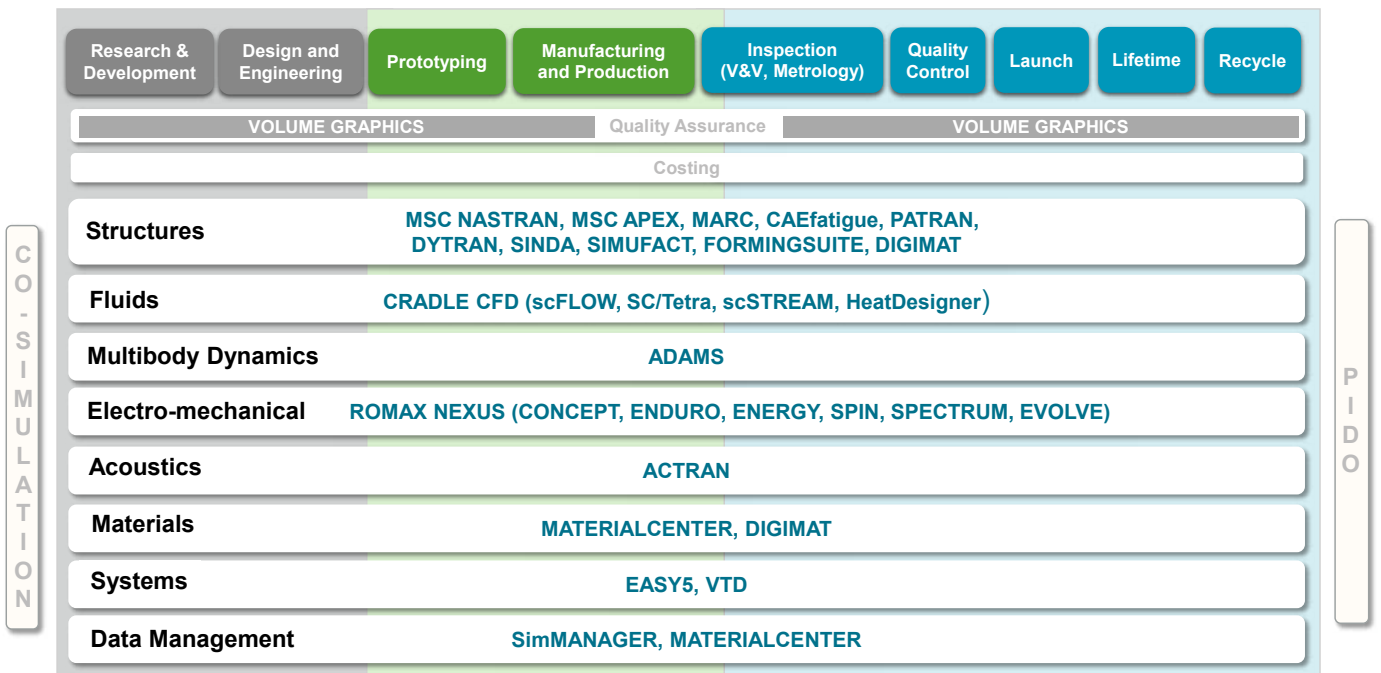 Research &
Development
Design and
Engineering
Prototyping
Manufacturing
and Production
Inspection
(V&V, Metrology)
Quality
Control
Launch
Lifetime
Recycle
VOLUME GRAPHICS Quality Assurance VOLUME GRAPHICS
Costing
Structures
MSC NASTRAN, MSC APEX, MARC, CAEfatigue, PATRAN,
DYTRAN, SINDA, SIMUFACT, FORMINGSUITE, DIGIMAT
Fluids CRADLE CFD (scFLOW, SC/Tetra, scSTREAM, HeatDesigner)
Multibody Dynamics ADAMS
Electro-mechanical ROMAX NEXUS (CONCEPT, ENDURO, ENERGY, SPIN, SPECTRUM, EVOLVE)
Acoustics ACTRAN
Materials MATERIALCENTER, DIGIMAT
Systems EASY5, VTD
Data Management SimMANAGER, MATERIALCENTER
CO-SIMULATION
PIDO